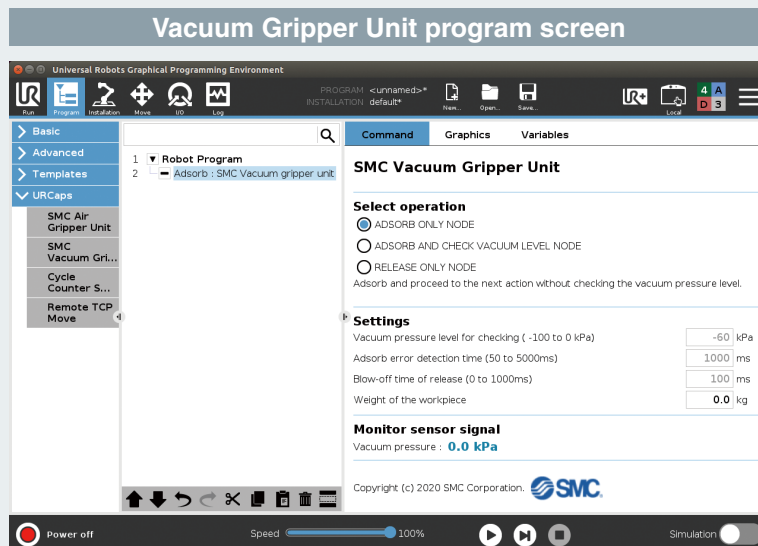 Vacuum Gripper Unit program screen
Universal Robots Graphical Programming Environment
PROGRAM <unnamed>*
INSTALLATION default*
Run Program Installation Move I/O Log New... Open... Save... UR+ Local 4 A D 3
Basic
Advanced
Templates
URCaps
SMC Air
Gripper Unit
SMC
Vacuum Gri...
Cycle
Counter S...
Remote TCP
Move
1 Robot Program
2 Adsorb : SMC Vacuum gripper unit
Command Graphics Variables
SMC Vacuum Gripper Unit
Select operation
ADSORB ONLY NODE
ADSORB AND CHECK VACUUM LEVEL NODE
RELEASE ONLY NODE
Adsorb and proceed to the next action without checking the vacuum pressure level.
Settings
Vacuum pressure level for checking ( -100 to 0 kPa) -60 kPa
Adsorb error detection time (50 to 5000ms) 1000 ms
Blow-off time of release (0 to 1000ms) 100 ms
Weight of the workpiece 0.0 kg
Monitor sensor signal
Vacuum pressure : 0.0 kPa
Copyright (c) 2020 SMC Corporation. SMC.
Power off Speed 100% Simulation